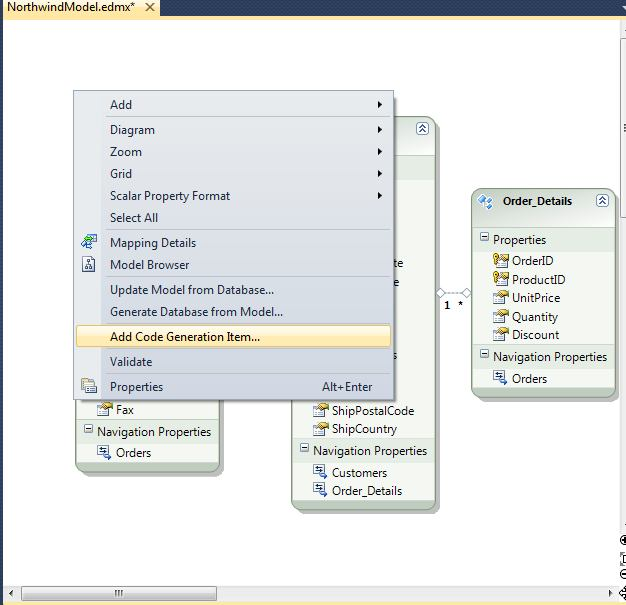 NorthwindModel.edmx*
Add
Diagram
Zoom
Grid
Scalar Property Format
Select All
Mapping Details
Model Browser
Update Model from Database...
Generate Database from Model...
Add Code Generation Item...
Validate
Properties Alt+Enter
Fax
Navigation Properties
Orders
te
e
s
ShipPostalCode
ShipCountry
Navigation Properties
Customers
Order_Details
1 *
Order_Details
Properties
OrderID
ProductID
UnitPrice
Quantity
Discount
Navigation Properties
Orders